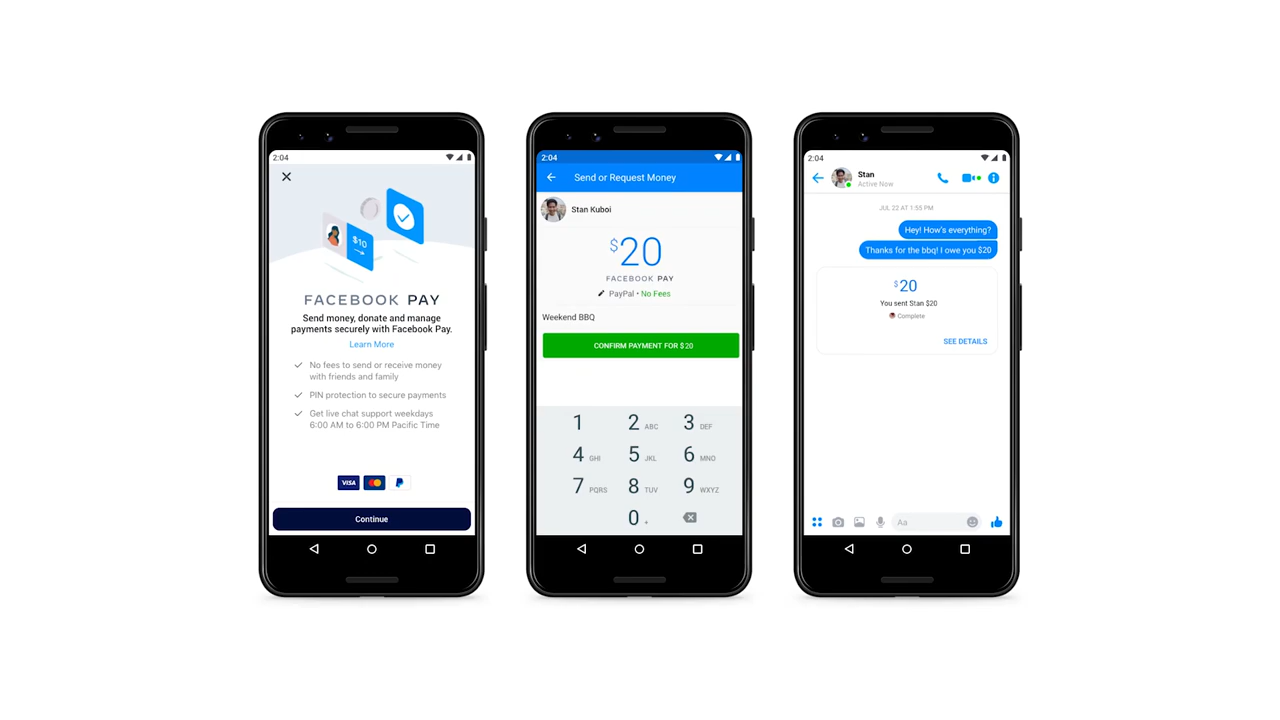 2:04
$10
FACEBOOK PAY
Send money, donate and manage
payments securely with Facebook Pay.
Learn More
No fees to send or receive money
with friends and family
PIN protection to secure payments
Get live chat support weekdays
6:00 AM to 6:00 PM Pacific Time
VISA
Continue
2:04
Send or Request Money
Stan Kuboi
$20
FACEBOOK PAY
PayPal • No Fees
Weekend BBQ
CONFIRM PAYMENT FOR $20
1 2 ABC 3 DEF
4 GHI 5 JKL 6 MNO
7 PQRS 8 TUV 9 WXYZ
0 +
2:04
Stan
Active Now
JUL 22 AT 1:55 PM
Hey! How's everything?
Thanks for the bbq! I owe you $20
$20
You sent Stan $20
Complete
SEE DETAILS
Aa